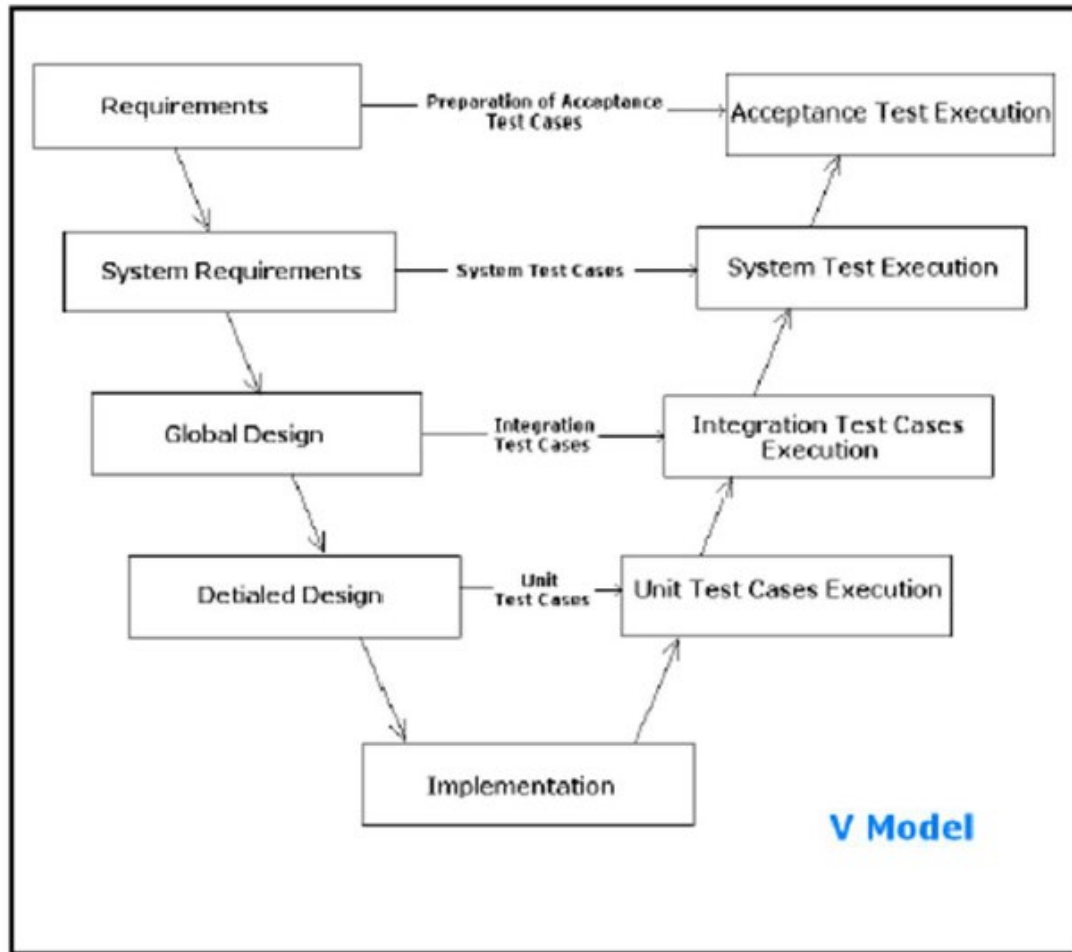 Requirements
Preparation of Acceptance
Test Cases
Acceptance Test Execution
System Requirements
System Test Cases
System Test Execution
Global Design
Integration
Test Cases
Integration Test Cases
Execution
Detialed Design
Unit
Test Cases
Unit Test Cases Execution
Implementation
V Model